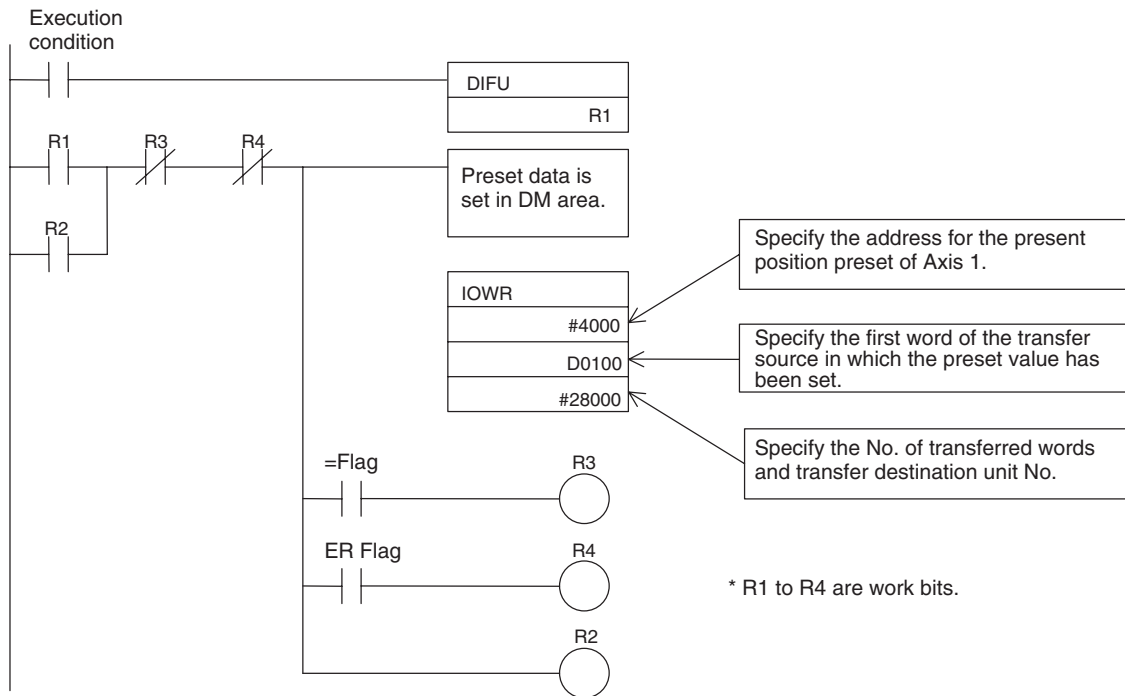 Execution
condition
DIFU
R1
R1
R3
R4
Preset data is
set in DM area.
R2
Specify the address for the present
position preset of Axis 1.
IOWR
#4000
Specify the first word of the transfer
source in which the preset value has
been set.
D0100
#28000
Specify the No. of transferred words
and transfer destination unit No.
=Flag
R3
ER Flag
R4
* R1 to R4 are work bits.
R2